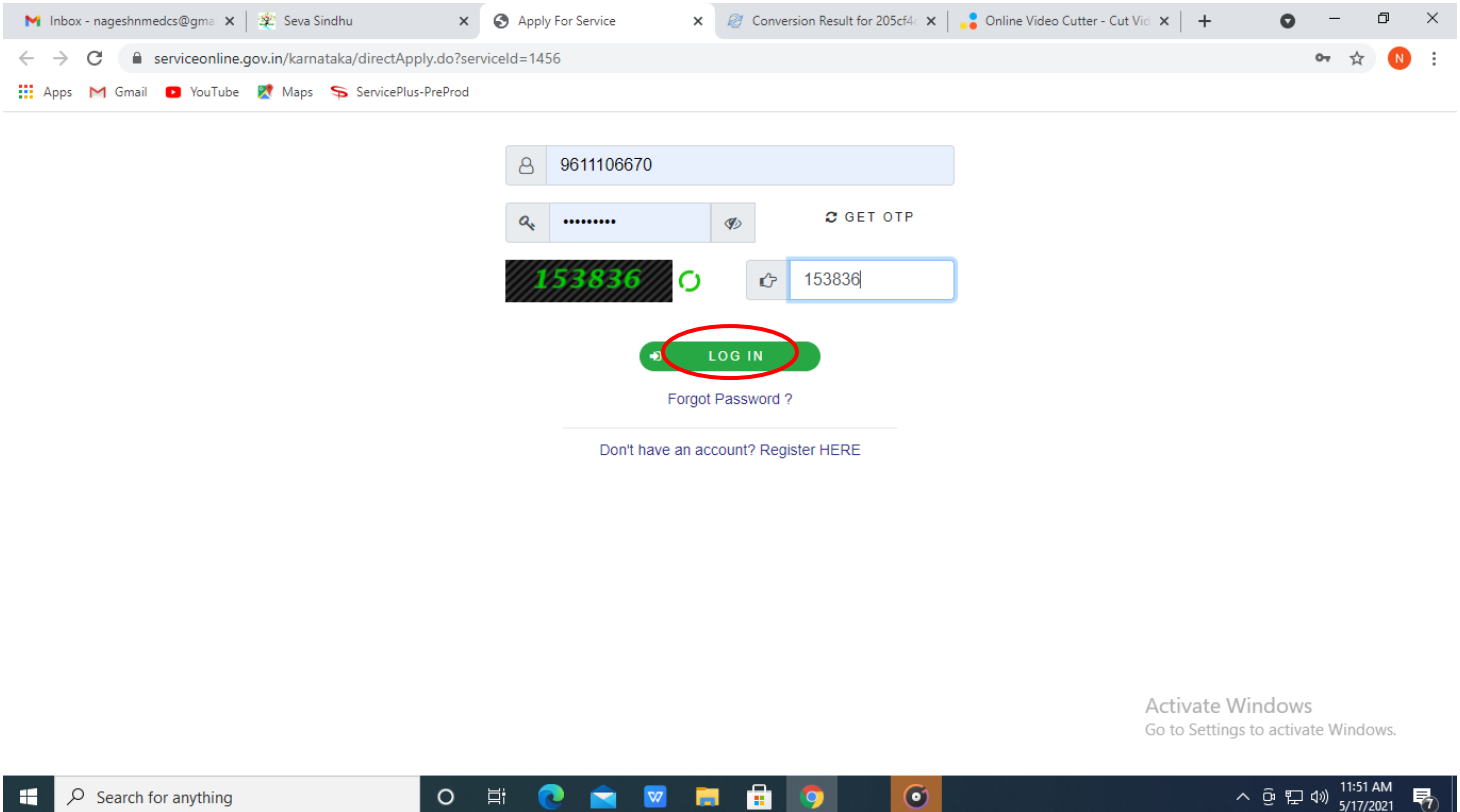 Inbox - nageshnmedcs@gma Seva Sindhu Apply For Service Conversion Result for 205cf4c Online Video Cutter - Cut Vid
serviceonline.gov.in/karnataka/directApply.do?serviceId=1456 N
Apps Gmail YouTube Maps ServicePlus-PreProd
9611106670
••••••••• GET OTP
153836 153836
LOG IN
Forgot Password ?
Don't have an account? Register HERE
Activate Windows
Go to Settings to activate Windows.
Search for anything W 11:51 AM
5/17/2021 7